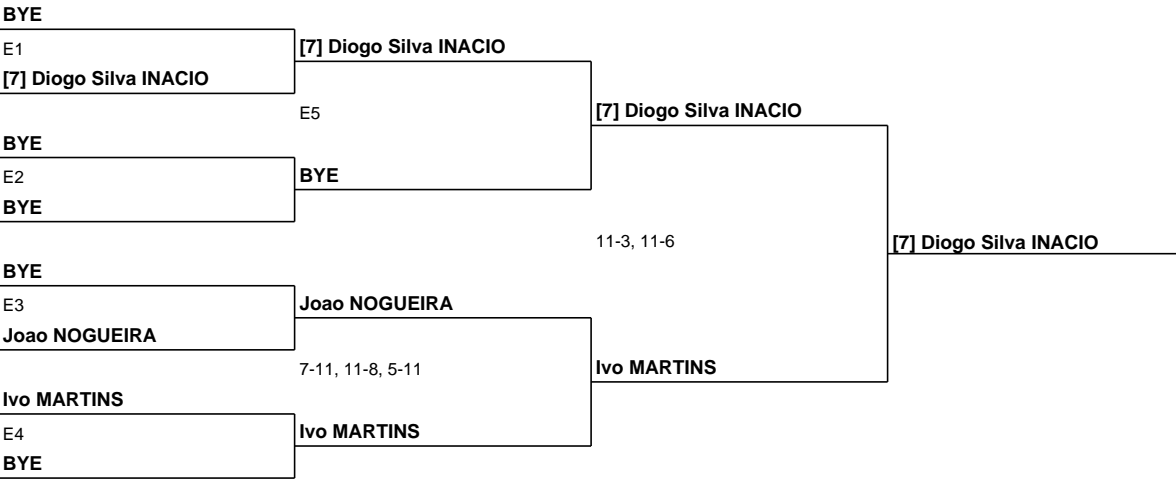 BYE
E1
[7] Diogo Silva INACIO
[7] Diogo Silva INACIO
E5
[7] Diogo Silva INACIO
BYE
E2
BYE
BYE
11-3, 11-6
[7] Diogo Silva INACIO
BYE
E3
Joao NOGUEIRA
Joao NOGUEIRA
7-11, 11-8, 5-11
Ivo MARTINS
Ivo MARTINS
E4
Ivo MARTINS
BYE